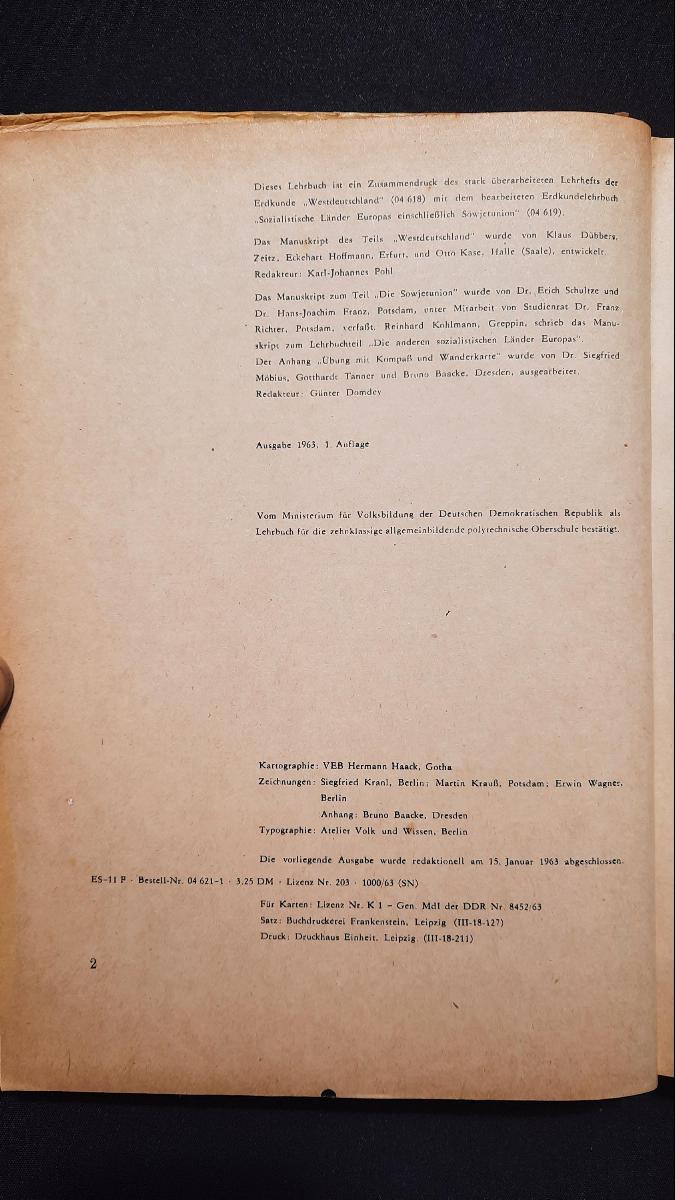 Dieses Lehrbuch ist ein Zusammendruck des stark überarbeiteten Lehrhefts der
Erdkunde „Westdeutschland" (04 618) mit dem bearbeiteten Erdkundelehrbuch
„Sozialistische Länder Europas einschließlich Sowjetunion" (04 619).
Das Manuskript des Teils „Westdeutschland" wurde von Klaus Dübbers,
Zeitz, Eckehart Hoffmann, Erfurt, und Otto Kase, Halle (Saale), entwickelt.
Redakteur: Karl-Johannes Pohl
Das Manuskript zum Teil „Die Sowjetunion" wurde von Dr. Erich Schultze und
Dr. Hans-Joachim Franz, Potsdam, unter Mitarbeit von Studienrat Dr. Franz
Richter, Potsdam, verfaßt. Reinhard Kohlmann, Greppin, schrieb das Manu-
skript zum Lehrbuchteil „Die anderen sozialistischen Länder Europas".
Der Anhang „Übung mit Kompaß und Wanderkarte" wurde von Dr. Siegfried
Möbius, Gotthardt Tanner und Bruno Baacke, Dresden, ausgearbeitet.
Redakteur: Günter Domdey
Ausgabe 1963, 1. Auflage
Vom Ministerium für Volksbildung der Deutschen Demokratischen Republik als
Lehrbuch für die zehnklassige allgemeinbildende polytechnische Oberschule bestätigt.
Kartographie: VEB Hermann Haack, Gotha
Zeichnungen: Siegfried Kranl, Berlin; Martin Krauß, Potsdam; Erwin Wagner,
Berlin
Anhang: Bruno Baacke, Dresden
Typographie: Atelier Volk und Wissen, Berlin
Die vorliegende Ausgabe wurde redaktionell am 15. Januar 1963 abgeschlossen.
ES-11 F · Bestell-Nr. 04 621-1 · 3.25 DM · Lizenz Nr. 203 · 1000/63 (SN)
Für Karten: Lizenz Nr. K 1 – Gen. MdI der DDR Nr. 8452/63
Satz: Buchdruckerei Frankenstein, Leipzig (III-18-127)
Druck: Druckhaus Einheit, Leipzig (III-18-211)
2